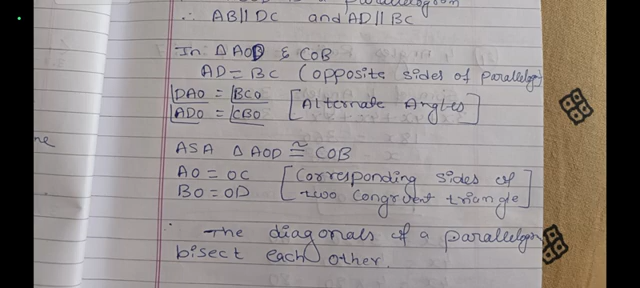 is a parallelogram
∴ AB || DC and AD || BC
In △AOD & COB
AD = BC (opposite sides of parallelog)
∠DAO = ∠BCO [Alternate Angles]
∠ADO = ∠CBO
ASA △AOD ≅ COB
AO = OC [Corresponding sides of
BO = OD two congruent triangle]
∴ The diagonals of a parallelogram
bisect each other.